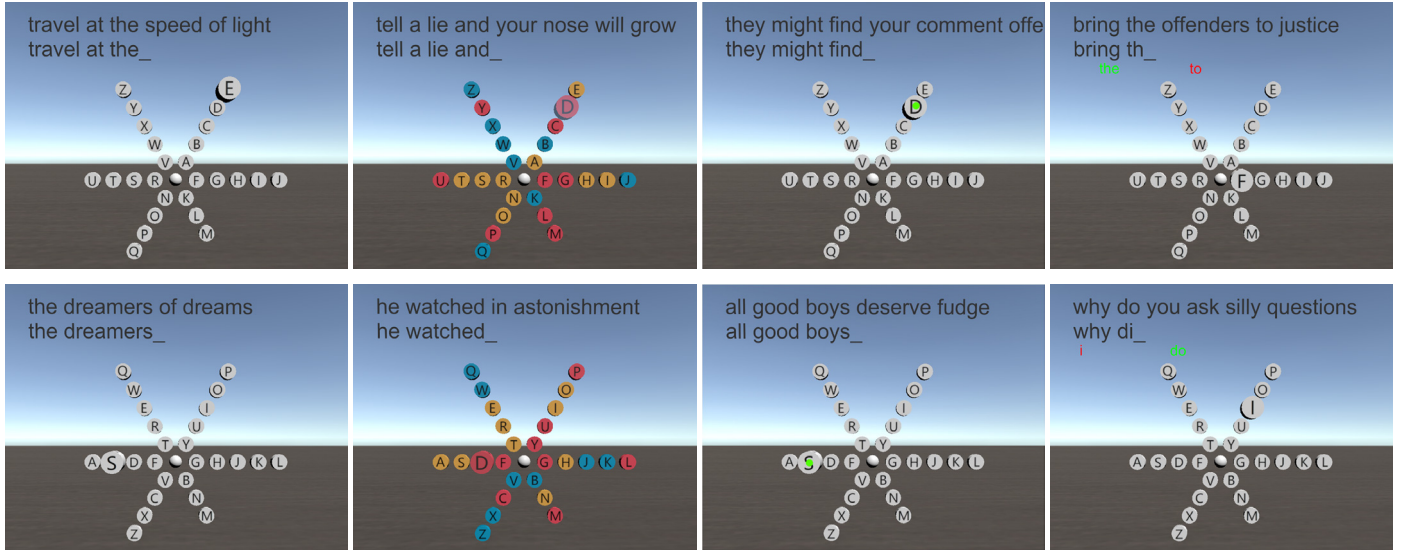 travel at the speed of light
travel at the_
Z E
Y D
X C
W B
V A
U T S R F G H I J
N K
O L
P M
Q
tell a lie and your nose will grow
tell a lie and_
Z E
Y D
X C
W B
V A
U T S R F G H I J
N K
O L
P M
Q
they might find your comment offe
they might find_
Z E
Y D
X C
W B
V A
U T S R F G H I J
N K
O L
P M
Q
bring the offenders to justice
bring th_
the to
Z E
Y D
X C
W B
V A
U T S R F G H I J
N K
O L
P M
Q
the dreamers of dreams
the dreamers_
Q P
W O
E I
R U
T Y
A S D F G H J K L
V B
C N
X M
Z
he watched in astonishment
he watched_
Q P
W O
E I
R U
T Y
A S D F G H J K L
V B
C N
X M
Z
all good boys deserve fudge
all good boys_
Q P
W O
E I
R U
T Y
A S D F G H J K L
V B
C N
X M
Z
why do you ask silly questions
why di_
i do
Q P
W O
E I
R U
T Y
A S D F G H J K L
V B
C N
X M
Z